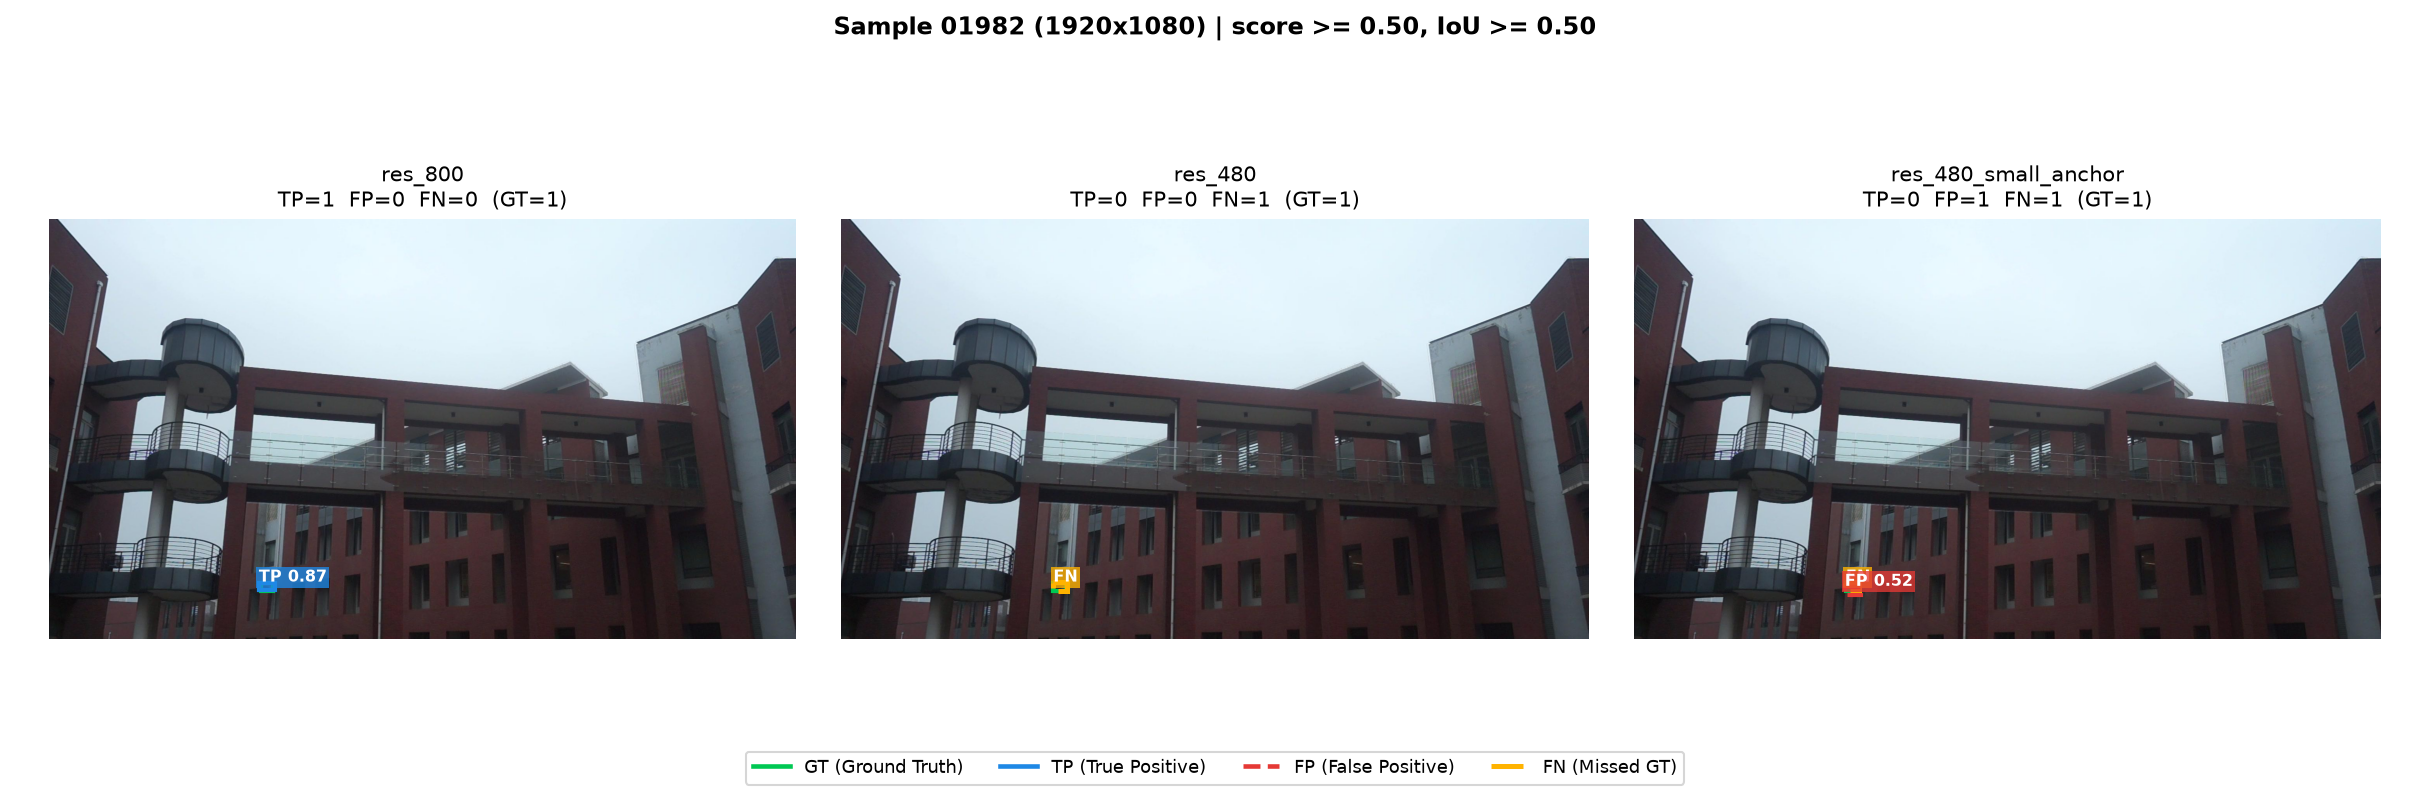 Sample 01982 (1920x1080) | score >= 0.50, IoU >= 0.50
res_800
TP=1 FP=0 FN=0 (GT=1)
res_480
TP=0 FP=0 FN=1 (GT=1)
res_480_small_anchor
TP=0 FP=1 FN=1 (GT=1)
TP 0.87
FN
FP 0.52
GT (Ground Truth)
TP (True Positive)
FP (False Positive)
FN (Missed GT)